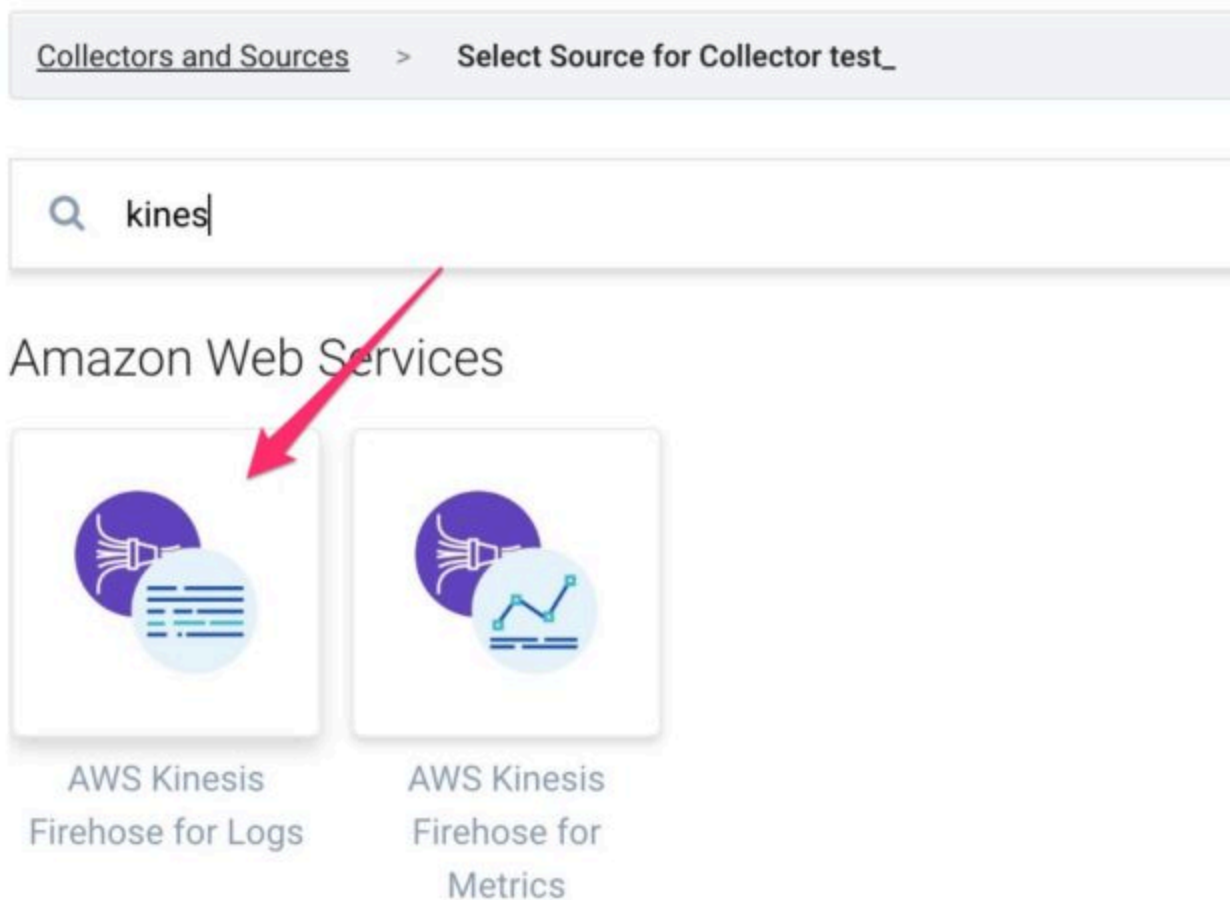 Collectors and Sources > Select Source for Collector test_
kines
Amazon Web Services
AWS Kinesis
Firehose for Logs
AWS Kinesis
Firehose for
Metrics